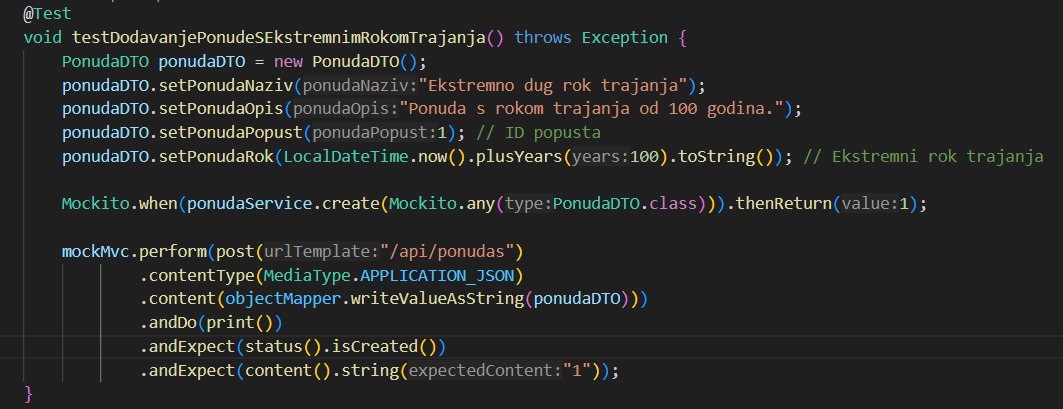 @Test
void testDodavanjePonudeSEkstremnimRokomTrajanja() throws Exception {
PonudaDTO ponudaDTO = new PonudaDTO();
ponudaDTO.setPonudaNaziv(ponudaNaziv:"Ekstremno dug rok trajanja");
ponudaDTO.setPonudaOpis(ponudaOpis:"Ponuda s rokom trajanja od 100 godina.");
ponudaDTO.setPonudaPopust(ponudaPopust:1); // ID popusta
ponudaDTO.setPonudaRok(LocalDateTime.now().plusYears(years:100).toString()); // Ekstremni rok trajanja
Mockito.when(ponudaService.create(Mockito.any(type:PonudaDTO.class))).thenReturn(value:1);
mockMvc.perform(post(urlTemplate:"/api/ponudas")
.contentType(MediaType.APPLICATION_JSON)
.content(objectMapper.writeValueAsString(ponudaDTO)))
.andDo(print())
.andExpect(status().isCreated())
.andExpect(content().string(expectedContent:"1"));
}